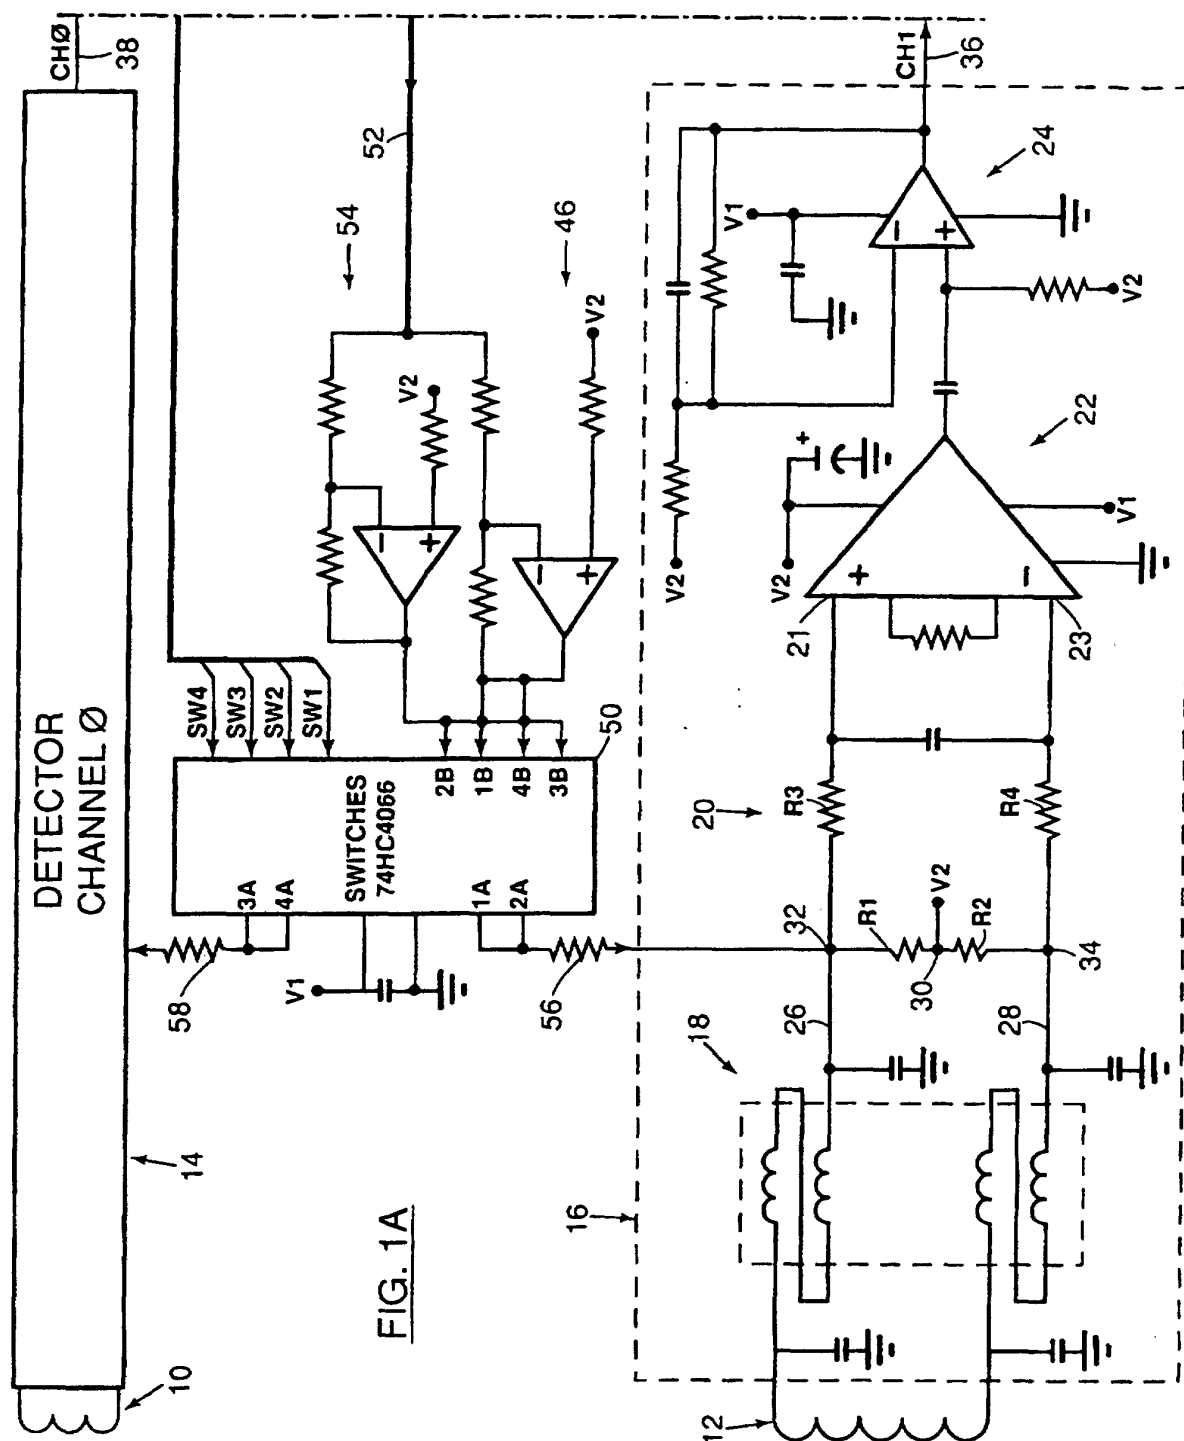 DETECTOR
CHANNEL Ø
CHØ
38
10
14
52
54
46
V2
V2
SW4
SW3
SW2
SW1
50
SWITCHES
74HC4066
2B
1B
4B
3B
3A
4A
1A
2A
58
V1
56
FIG. 1A
CH1
36
24
V1
−
+
V2
22
+
V2
V2
V1
+
−
21
23
20
R3
R4
32
R1
V2
R2
30
34
26
28
18
16
12
−
+
−
+